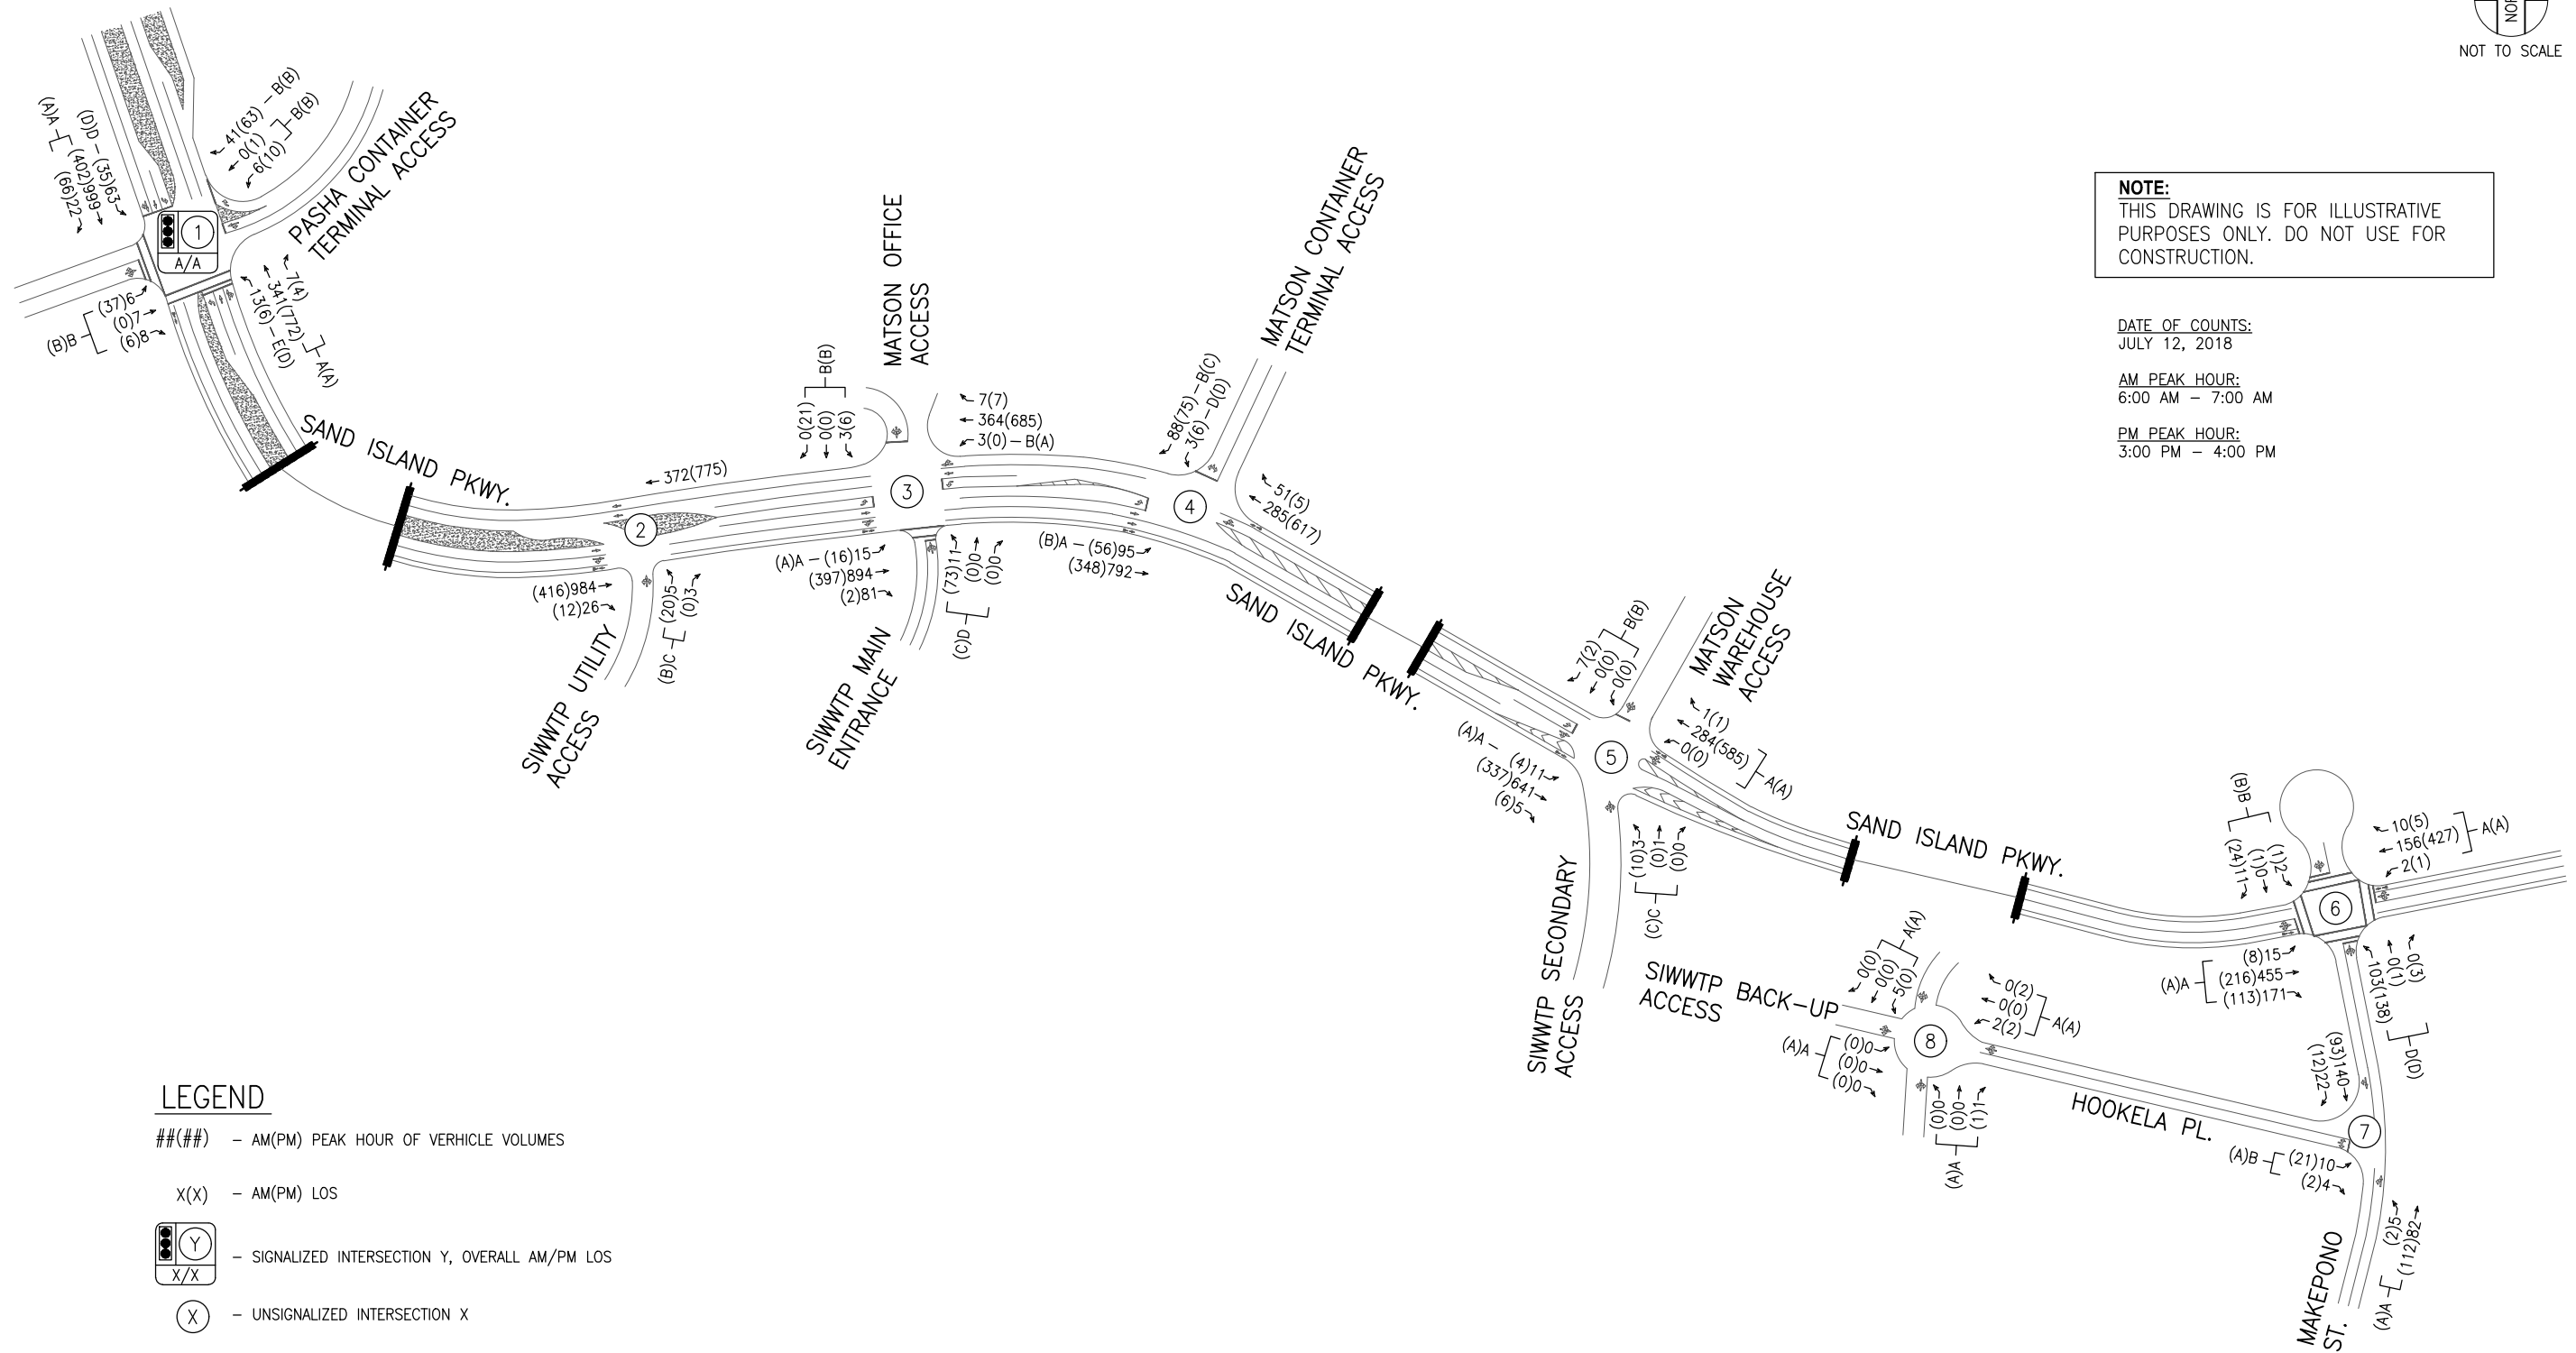 NOR
NOT TO SCALE
NOTE:
THIS DRAWING IS FOR ILLUSTRATIVE
PURPOSES ONLY. DO NOT USE FOR
CONSTRUCTION.
DATE OF COUNTS:
JULY 12, 2018
AM PEAK HOUR:
6:00 AM – 7:00 AM
PM PEAK HOUR:
3:00 PM – 4:00 PM
(D)D – (35)63
(A)A
(402)999
(66)22
41(63) – B(B)
0(1)
6(10)
B(B)
PASHA CONTAINER
TERMINAL ACCESS
1
A/A
(37)6
(0)7
(6)8
(B)B
7(4)
341(772)
A(A)
13(6) – E(D)
SAND ISLAND PKWY.
372(775)
2
(416)984
(12)26
(20)5
(0)3
(B)C
SIWWTP UTILITY
ACCESS
MATSON OFFICE
ACCESS
B(B)
0(21)
0(0)
3(6)
7(7)
364(685)
3(0) – B(A)
3
(A)A – (16)15
(397)894
(2)81
(73)11
(0)0
(0)0
(C)D
SIWWTP MAIN
ENTRANCE
MATSON CONTAINER
TERMINAL ACCESS
88(75) – B(C)
3(6) – D(D)
4
51(5)
285(617)
(B)A – (56)95
(348)792
SAND ISLAND PKWY.
MATSON
WAREHOUSE
ACCESS
7(2)
0(0)
0(0)
B(B)
1(1)
284(585)
0(0)
A(A)
5
(A)A – (4)11
(337)641
(6)5
(10)3
(0)1
(0)0
(C)C
SIWWTP SECONDARY
ACCESS
SAND ISLAND PKWY.
(B)B
(24)11
(1)0
(1)2
10(5)
156(427)
2(1)
A(A)
6
(8)15
(216)455
(113)171
(A)A
0(3)
0(1)
103(138)
D(D)
SIWWTP BACK–UP
ACCESS
0(0)
0(0)
5(0)
A(A)
0(2)
0(0)
2(2)
A(A)
8
(0)0
(0)0
(0)0
(A)A
(0)0
(0)0
(1)1
(A)A
HOOKELA PL.
(93)140
(12)22
7
(A)B
(21)10
(2)4
(2)5
(112)82
(A)A
MAKEPONO
ST.
LEGEND
##(##) – AM(PM) PEAK HOUR OF VERHICLE VOLUMES
X(X) – AM(PM) LOS
Y
X/X
– SIGNALIZED INTERSECTION Y, OVERALL AM/PM LOS
X – UNSIGNALIZED INTERSECTION X